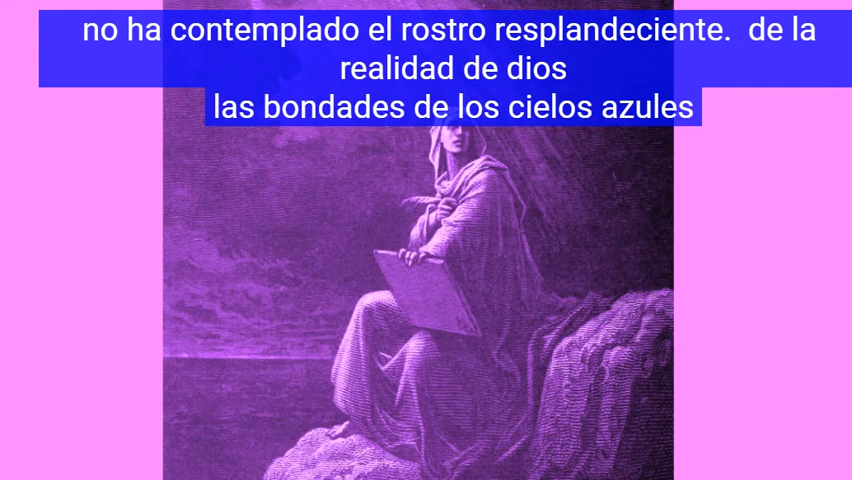 no ha contemplado el rostro resplandeciente.  de la
realidad de dios
las bondades de los cielos azules